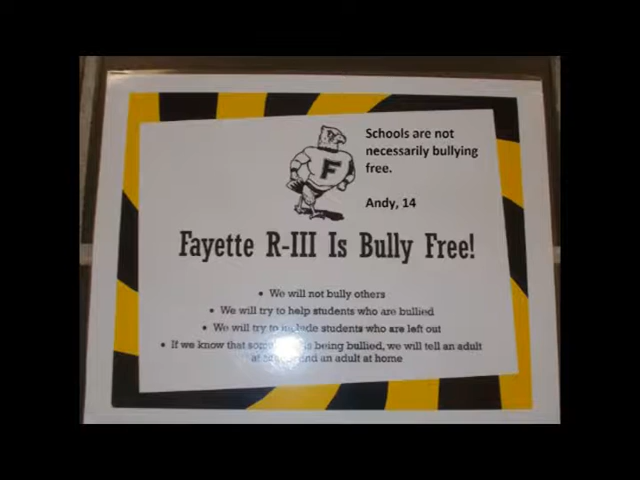 Schools are not
necessarily bullying
free.
Andy, 14
F
Fayette R-III Is Bully Free!
• We will not bully others
• We will try to help students who are bullied
• We will try to include students who are left out
• If we know that is being bullied, we will tell an adult
at and an adult at home